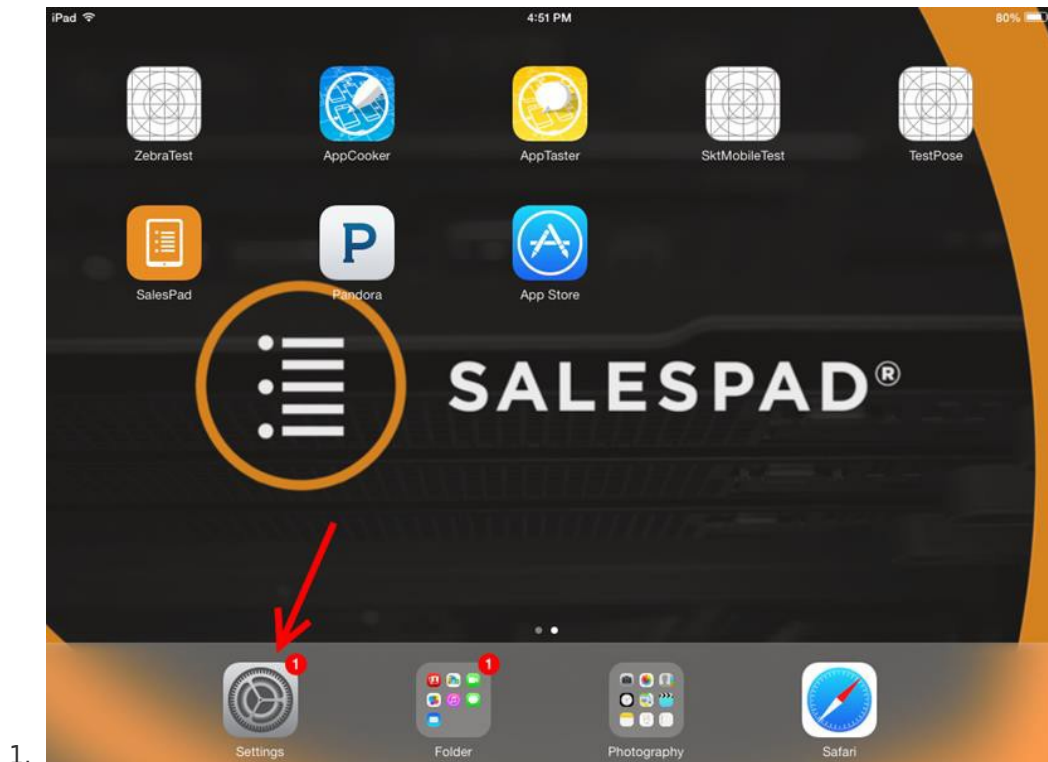 iPad 4:51 PM 80%
ZebraTest AppCooker AppTaster SktMobileTest TestPose
P
SalesPad Pandora App Store
SALESPAD®
1 1
Settings Folder Photography Safari
1.